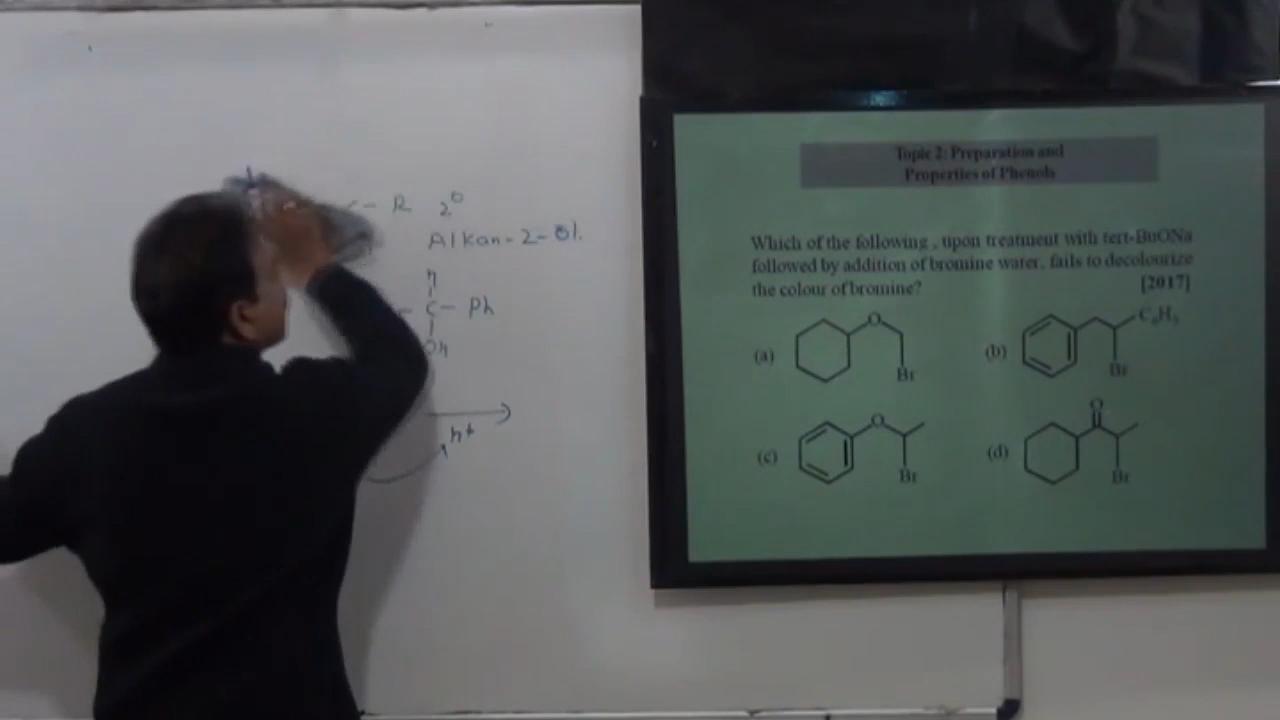 R 2°
Alkan-2-Ol.
H
C - Ph
OH
H+
Topic 2: Preparation and
Properties of Phenols
Which of the following , upon treatment with tert-BuONa
followed by addition of bromine water, fails to decolourize
the colour of bromine? [2017]
(a) O Br
(b) C₆H₅ Br
(c) O Br
(d) O Br